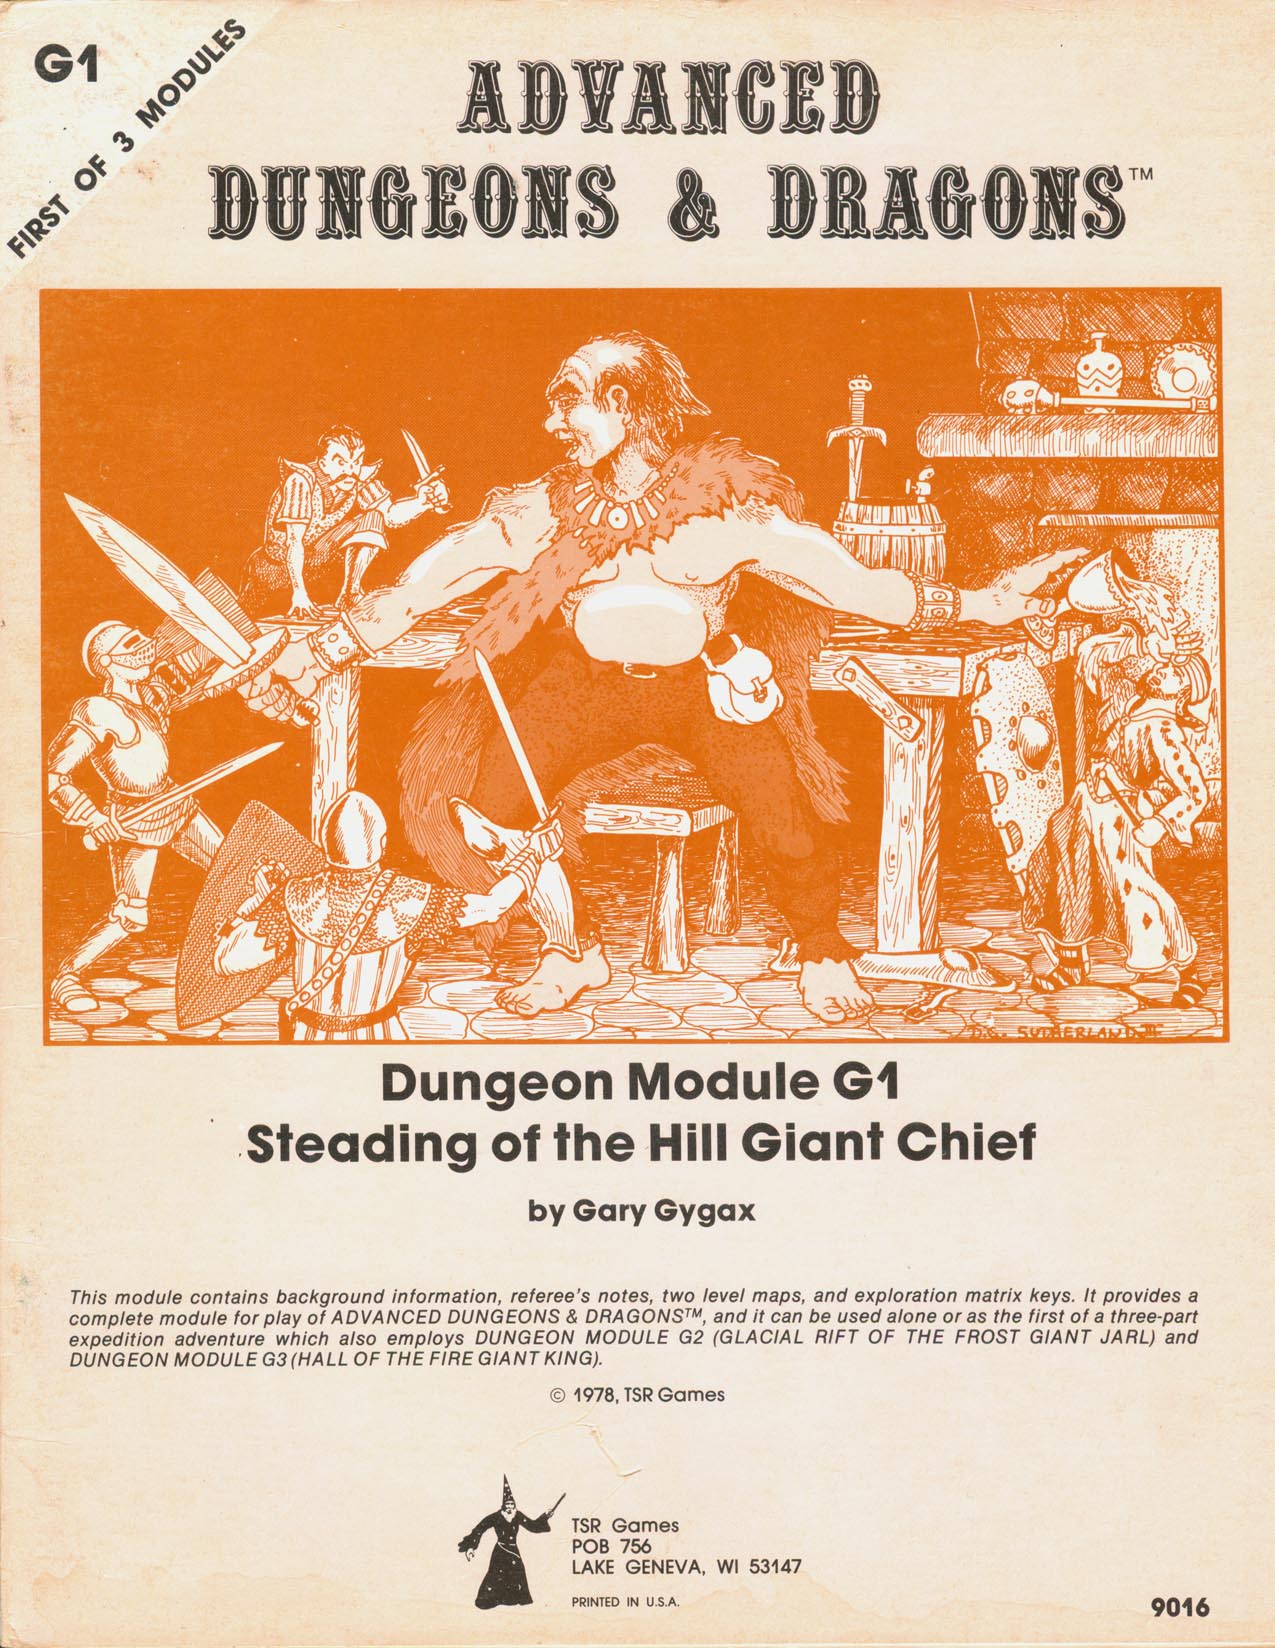 G1
FIRST OF 3 MODULES
ADVANCED
DUNGEONS & DRAGONS™
D.C. SUTHERLAND III
Dungeon Module G1
Steading of the Hill Giant Chief
by Gary Gygax
This module contains background information, referee's notes, two level maps, and exploration matrix keys. It provides a
complete module for play of ADVANCED DUNGEONS & DRAGONS™, and it can be used alone or as the first of a three-part
expedition adventure which also employs DUNGEON MODULE G2 (GLACIAL RIFT OF THE FROST GIANT JARL) and
DUNGEON MODULE G3 (HALL OF THE FIRE GIANT KING).
© 1978, TSR Games
TSR Games
POB 756
LAKE GENEVA, WI 53147
PRINTED IN U.S.A.
9016